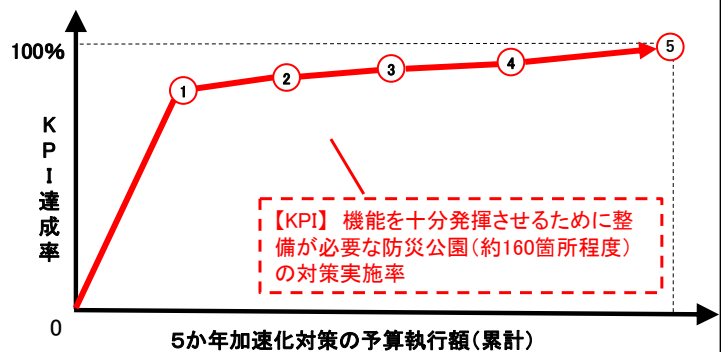 100%
KPI達成率
1
2
3
4
5
【KPI】 機能を十分発揮させるために整
備が必要な防災公園(約160箇所程度)
の対策実施率
0
5か年加速化対策の予算執行額(累計)